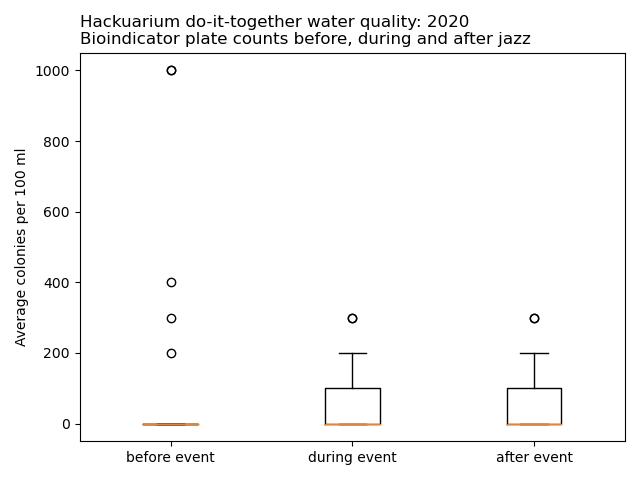 Hackuarium do-it-together water quality: 2020
Bioindicator plate counts before, during and after jazz
Average colonies per 100 ml
1000
800
600
400
200
0
before event
during event
after event